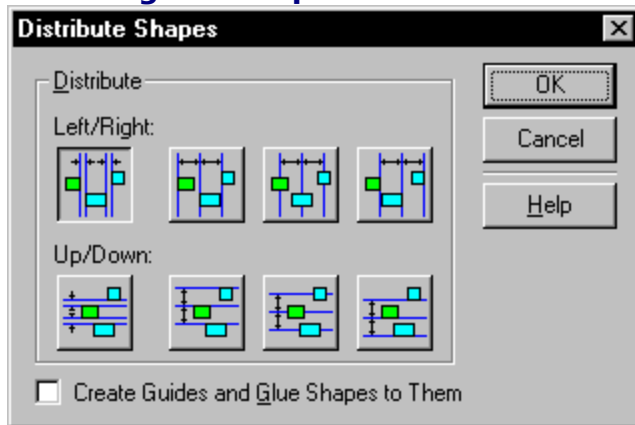 Distribute Shapes
Distribute
OK
Left/Right:
Cancel
Help
Up/Down:
Create Guides and Glue Shapes to Them